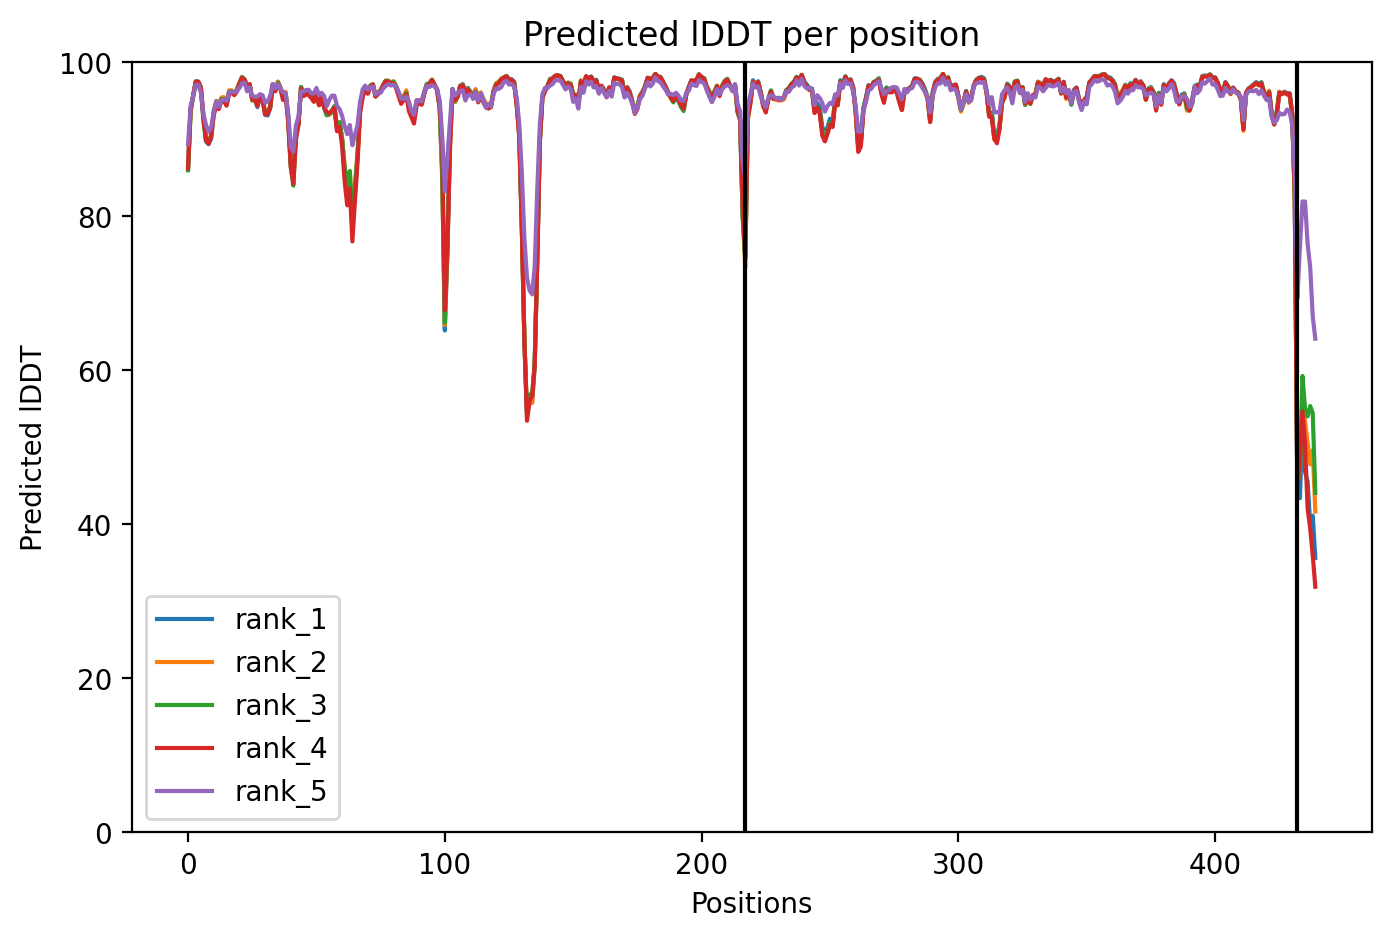 Predicted lDDT per position
100
80
60
40
20
0
Predicted lDDT
rank_1
rank_2
rank_3
rank_4
rank_5
0 100 200 300 400
Positions